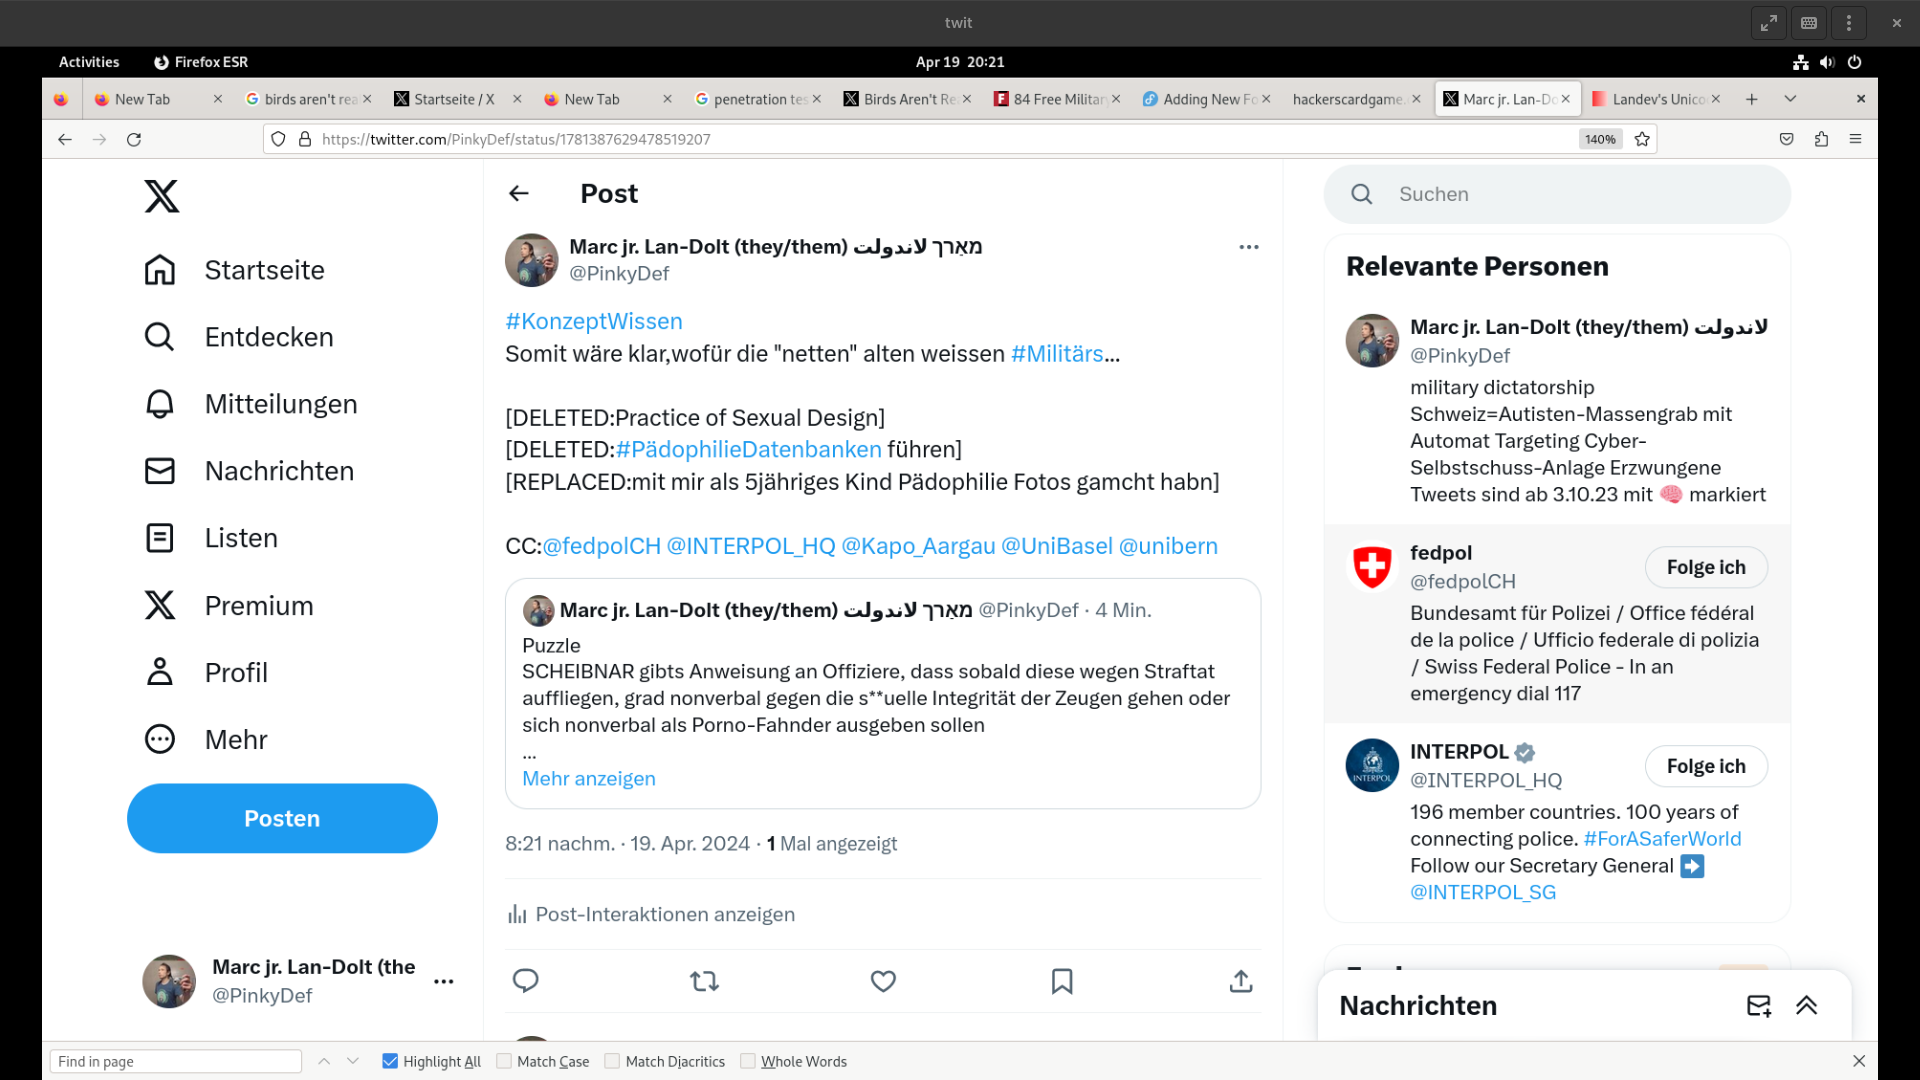 twit
Activities
Firefox ESR
Apr 19 20:21
New Tab
birds aren't rea
Startseite / X
New Tab
penetration tes
Birds Aren't Re
84 Free Militar
Adding New Fo
hackerscardgame.
Marc jr. Lan-Do
Landev's Unico
https://twitter.com/PinkyDef/status/1781387629478519207
140%
Startseite
Entdecken
Mitteilungen
Nachrichten
Listen
Premium
Profil
Mehr
Posten
Marc jr. Lan-Dolt (the
@PinkyDef
Post
Marc jr. Lan-Dolt (they/them) מאַרך لاندولت
@PinkyDef
#KonzeptWissen
Somit wäre klar,wofür die "netten" alten weissen #Militärs...
[DELETED:Practice of Sexual Design]
[DELETED:#PädophilieDatenbanken führen]
[REPLACED:mit mir als 5jähriges Kind Pädophilie Fotos gamcht habn]
CC:@fedpolCH @INTERPOL_HQ @Kapo_Aargau @UniBasel @unibern
Marc jr. Lan-Dolt (they/them) מאַרך لاندولت @PinkyDef · 4 Min.
Puzzle
SCHEIBNAR gibts Anweisung an Offiziere, dass sobald diese wegen Straftat
auffliegen, grad nonverbal gegen die s**uelle Integrität der Zeugen gehen oder
sich nonverbal als Porno-Fahnder ausgeben sollen
...
Mehr anzeigen
8:21 nachm. · 19. Apr. 2024 · 1 Mal angezeigt
Post-Interaktionen anzeigen
Suchen
Relevante Personen
Marc jr. Lan-Dolt (they/them) لاندولت
@PinkyDef
military dictatorship
Schweiz=Autisten-Massengrab mit
Automat Targeting Cyber-
Selbstschuss-Anlage Erzwungene
Tweets sind ab 3.10.23 mit 🧠 markiert
fedpol
@fedpolCH
Folge ich
Bundesamt für Polizei / Office fédéral
de la police / Ufficio federale di polizia
/ Swiss Federal Police - In an
emergency dial 117
INTERPOL
@INTERPOL_HQ
Folge ich
196 member countries. 100 years of
connecting police. #ForASaferWorld
Follow our Secretary General ➡️
@INTERPOL_SG
Nachrichten
Find in page
Highlight All
Match Case
Match Diacritics
Whole Words